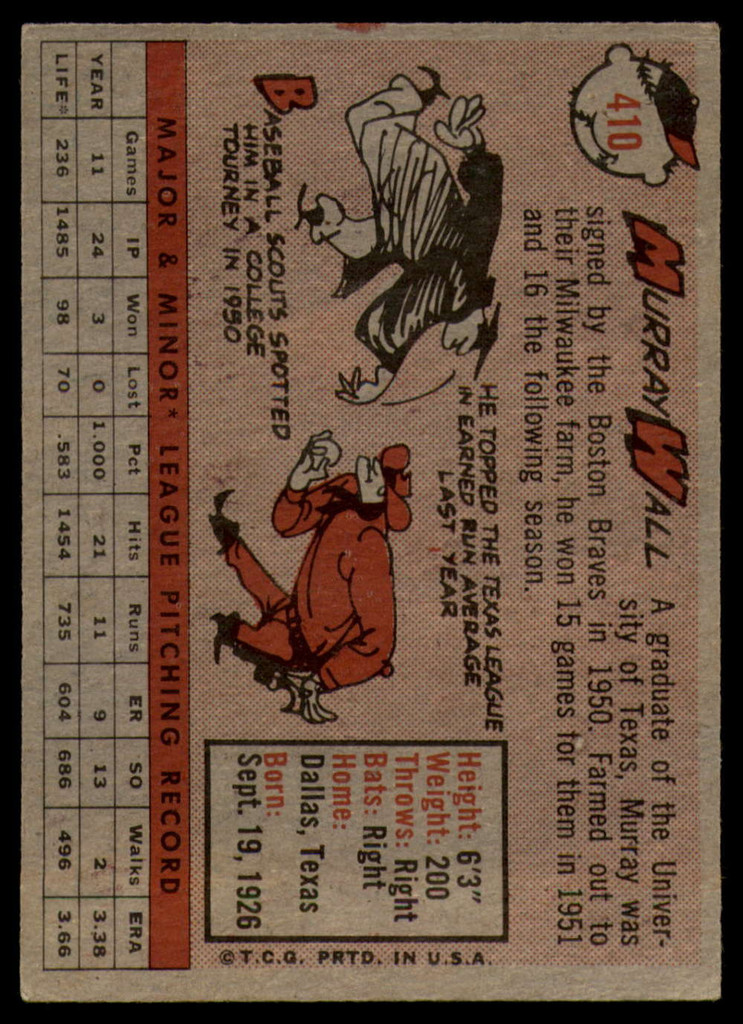 410
MURRAY WALL
A graduate of the Univer-
sity of Texas, Murray was
signed by the Boston Braves in 1950. Farmed out to
their Milwaukee farm, he won 15 games for them in 1951
and 16 the following season.
BASEBALL SCOUTS SPOTTED
HIM IN A COLLEGE
TOURNEY IN 1950
HE TOPPED THE TEXAS LEAGUE
IN EARNED RUN AVERAGE
LAST YEAR
Height: 6'3"
Weight: 200
Throws: Right
Bats: Right
Home:
Dallas, Texas
Born:
Sept. 19, 1926
© T.C.G. PRTD. IN U.S.A.
MAJOR & MINOR* LEAGUE PITCHING RECORD
Games IP Won Lost Pct Hits Runs ER SO Walks ERA
YEAR 11 24 3 0 1.000 21 11 9 13 2 3.38
LIFE* 236 1485 98 70 .583 1454 735 604 686 496 3.66